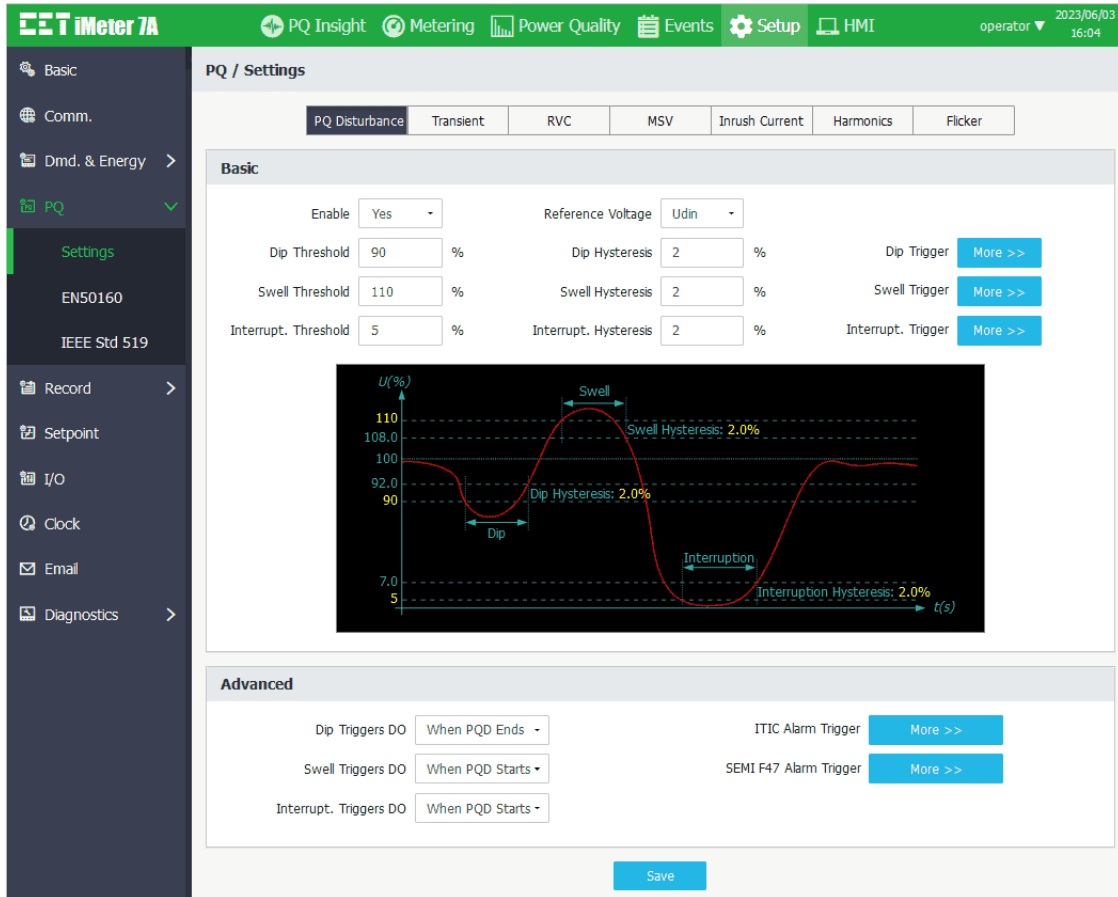 CET iMeter 7A
PQ Insight Metering Power Quality Events Setup HMI operator ▼ 2023/06/03 16:04
Basic
Comm.
Dmd. & Energy
PQ
Settings
EN50160
IEEE Std 519
Record
Setpoint
I/O
Clock
Email
Diagnostics
PQ / Settings
PQ Disturbance Transient RVC MSV Inrush Current Harmonics Flicker
Basic
Enable Yes Reference Voltage Udin
Dip Threshold 90 % Dip Hysteresis 2 % Dip Trigger More >>
Swell Threshold 110 % Swell Hysteresis 2 % Swell Trigger More >>
Interrupt. Threshold 5 % Interrupt. Hysteresis 2 % Interrupt. Trigger More >>
U(%)
Swell
110
Swell Hysteresis: 2.0%
108.0
100
92.0
Dip Hysteresis: 2.0%
90
Dip
Interruption
7.0
Interruption Hysteresis: 2.0%
5
t(s)
Advanced
Dip Triggers DO When PQD Ends ITIC Alarm Trigger More >>
Swell Triggers DO When PQD Starts SEMI F47 Alarm Trigger More >>
Interrupt. Triggers DO When PQD Starts
Save